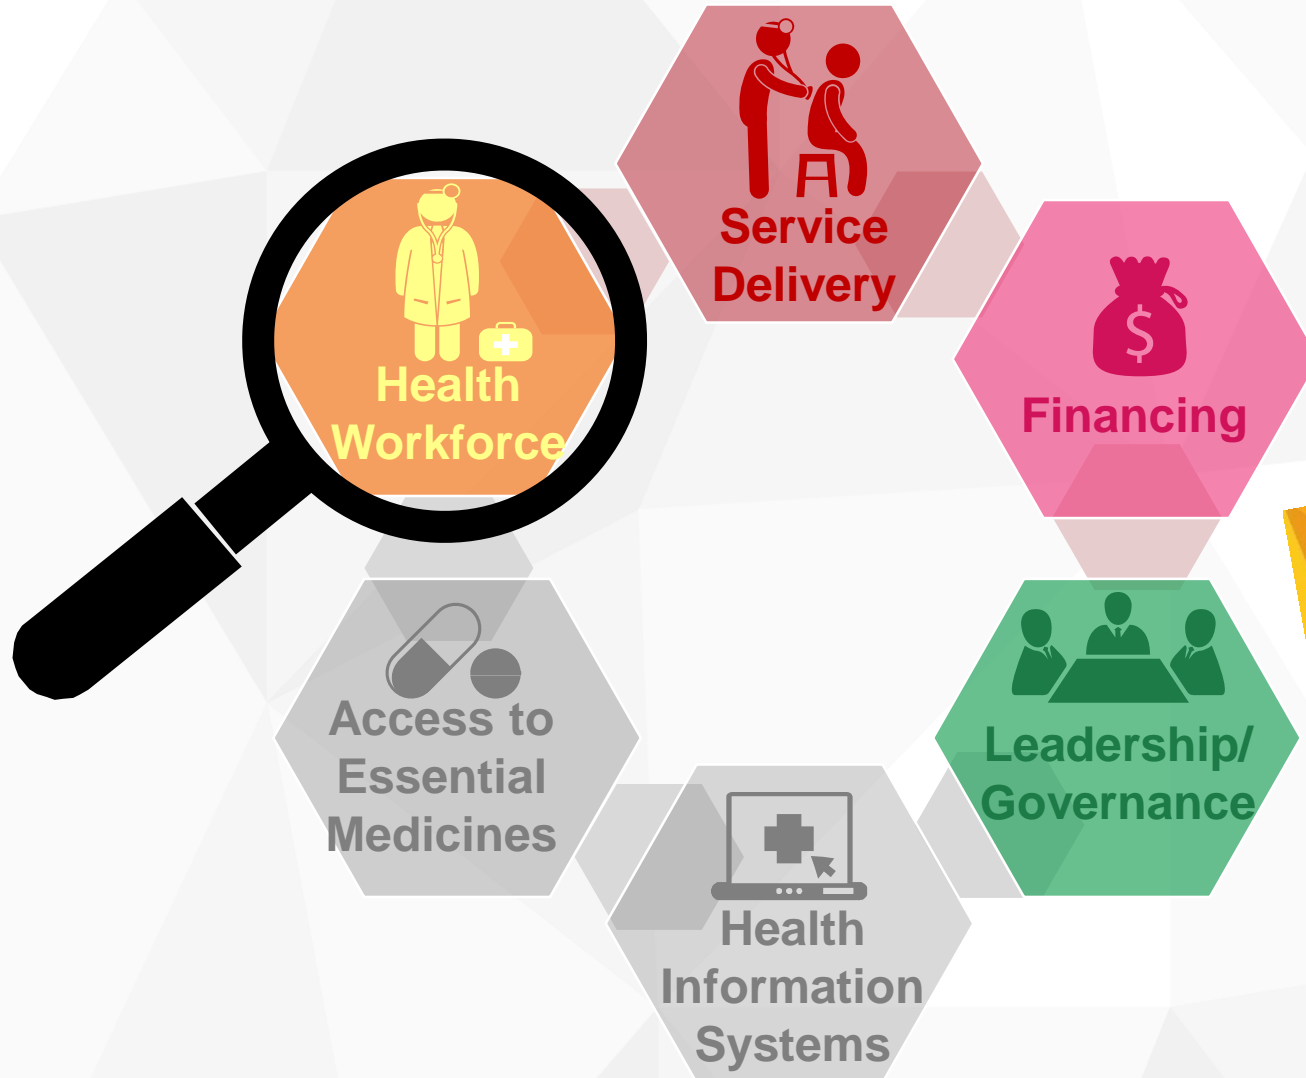 Service
Delivery
Health
Workforce
$
Financing
Leadership/
Governance
Access to
Essential
Medicines
Health
Information
Systems